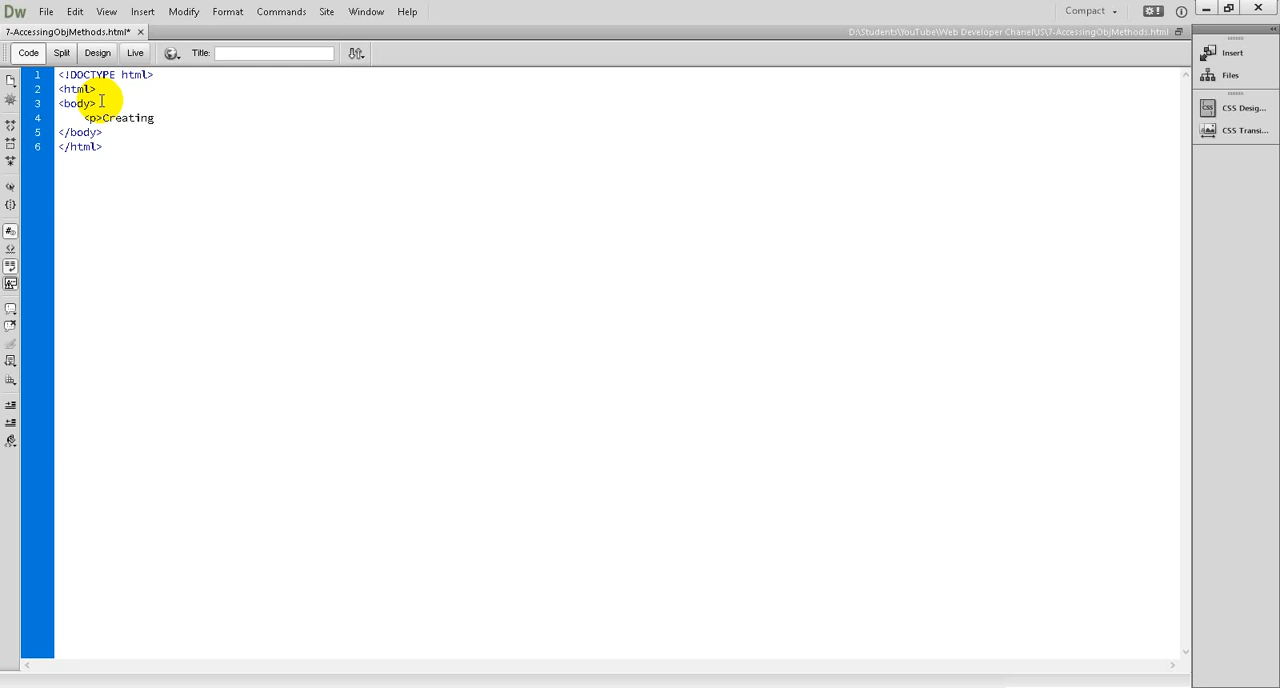 Dw File Edit View Insert Modify Format Commands Site Window Help Compact
7-AccessingObjMethods.html* D:\Students\YouTube\Web Developer Chanel\US\7-AccessingObjMethods.html
Code Split Design Live Title:
Insert
Files
CSS Desig...
CSS Transi...
1 <!DOCTYPE html>
2 <html>
3 <body>
4 <p>Creating
5 </body>
6 </html>